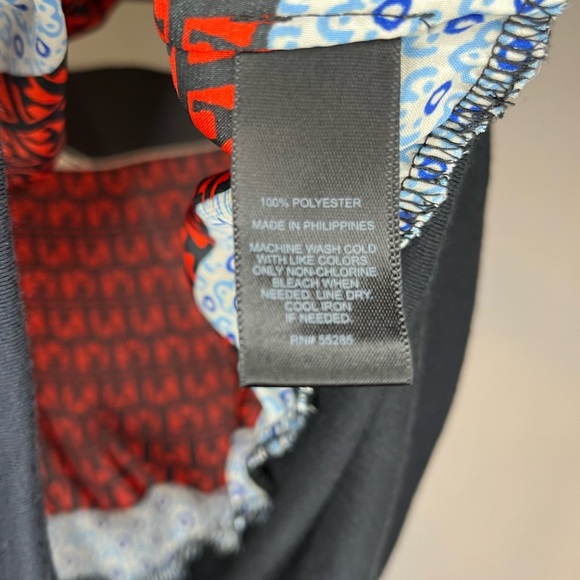 100% POLYESTER
MADE IN PHILIPPINES
MACHINE WASH COLD
WITH LIKE COLORS.
ONLY NON-CHLORINE
BLEACH WHEN
NEEDED. LINE DRY.
COOL IRON
IF NEEDED.
RN# 55285